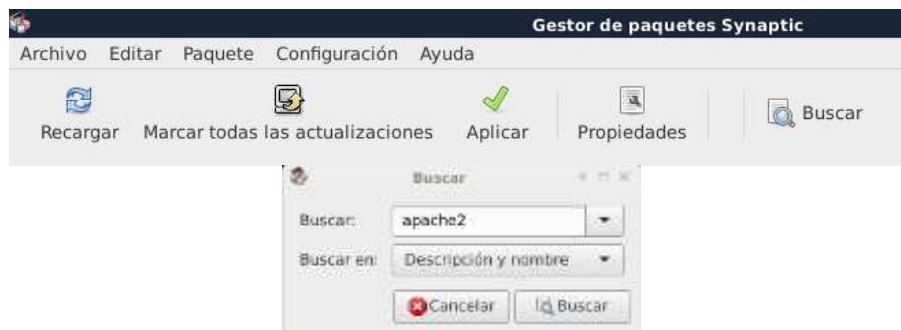 Gestor de paquetes Synaptic
Archivo Editar Paquete Configuración Ayuda
Recargar Marcar todas las actualizaciones Aplicar Propiedades Buscar
Buscar
Buscar: apache2
Buscar en: Descripción y nombre
Cancelar Buscar